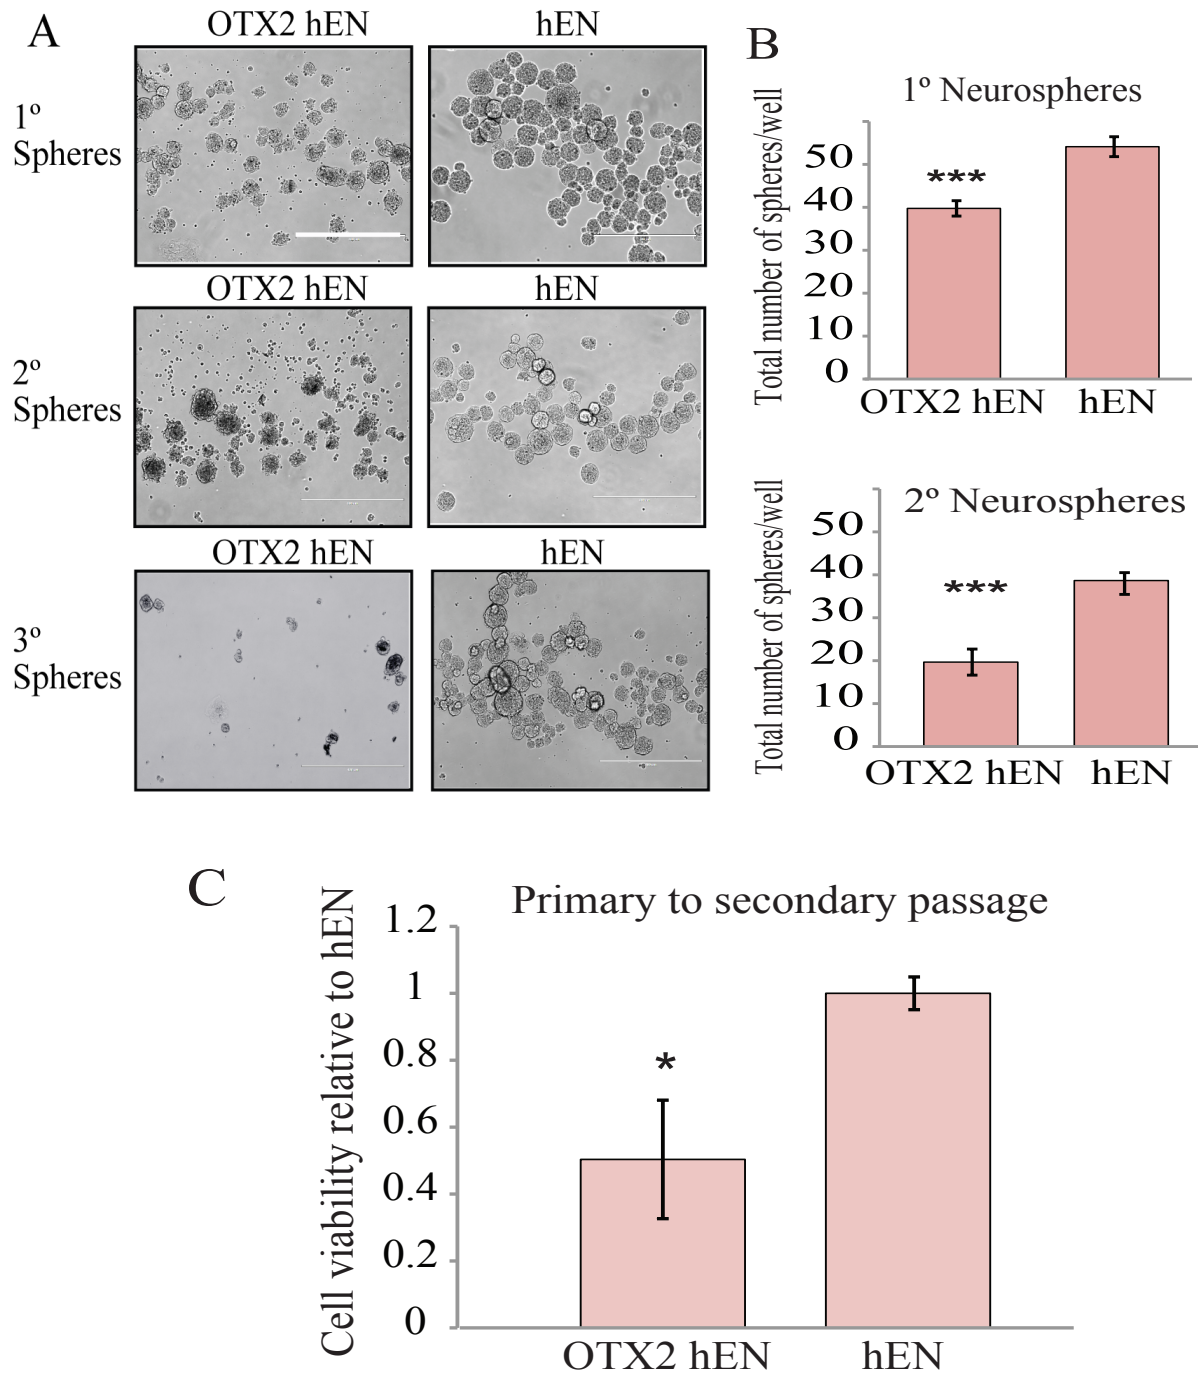 A
OTX2 hEN
hEN
1º
Spheres
OTX2 hEN
hEN
2º
Spheres
OTX2 hEN
hEN
3º
Spheres
B
1º Neurospheres
Total number of spheres/well
50
40
30
20
10
0
***
OTX2 hEN
hEN
2º Neurospheres
Total number of spheres/well
50
40
30
20
10
0
***
OTX2 hEN
hEN
C
Primary to secondary passage
Cell viability relative to hEN
1.2
1
0.8
0.6
0.4
0.2
0
*
OTX2 hEN
hEN